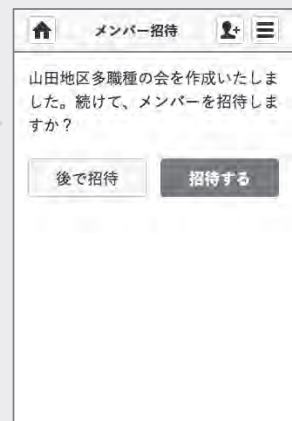 メンバー招待
山田地区多職種の会を作成いたしま
した。続けて、メンバーを招待しま
すか？
後で招待
招待する